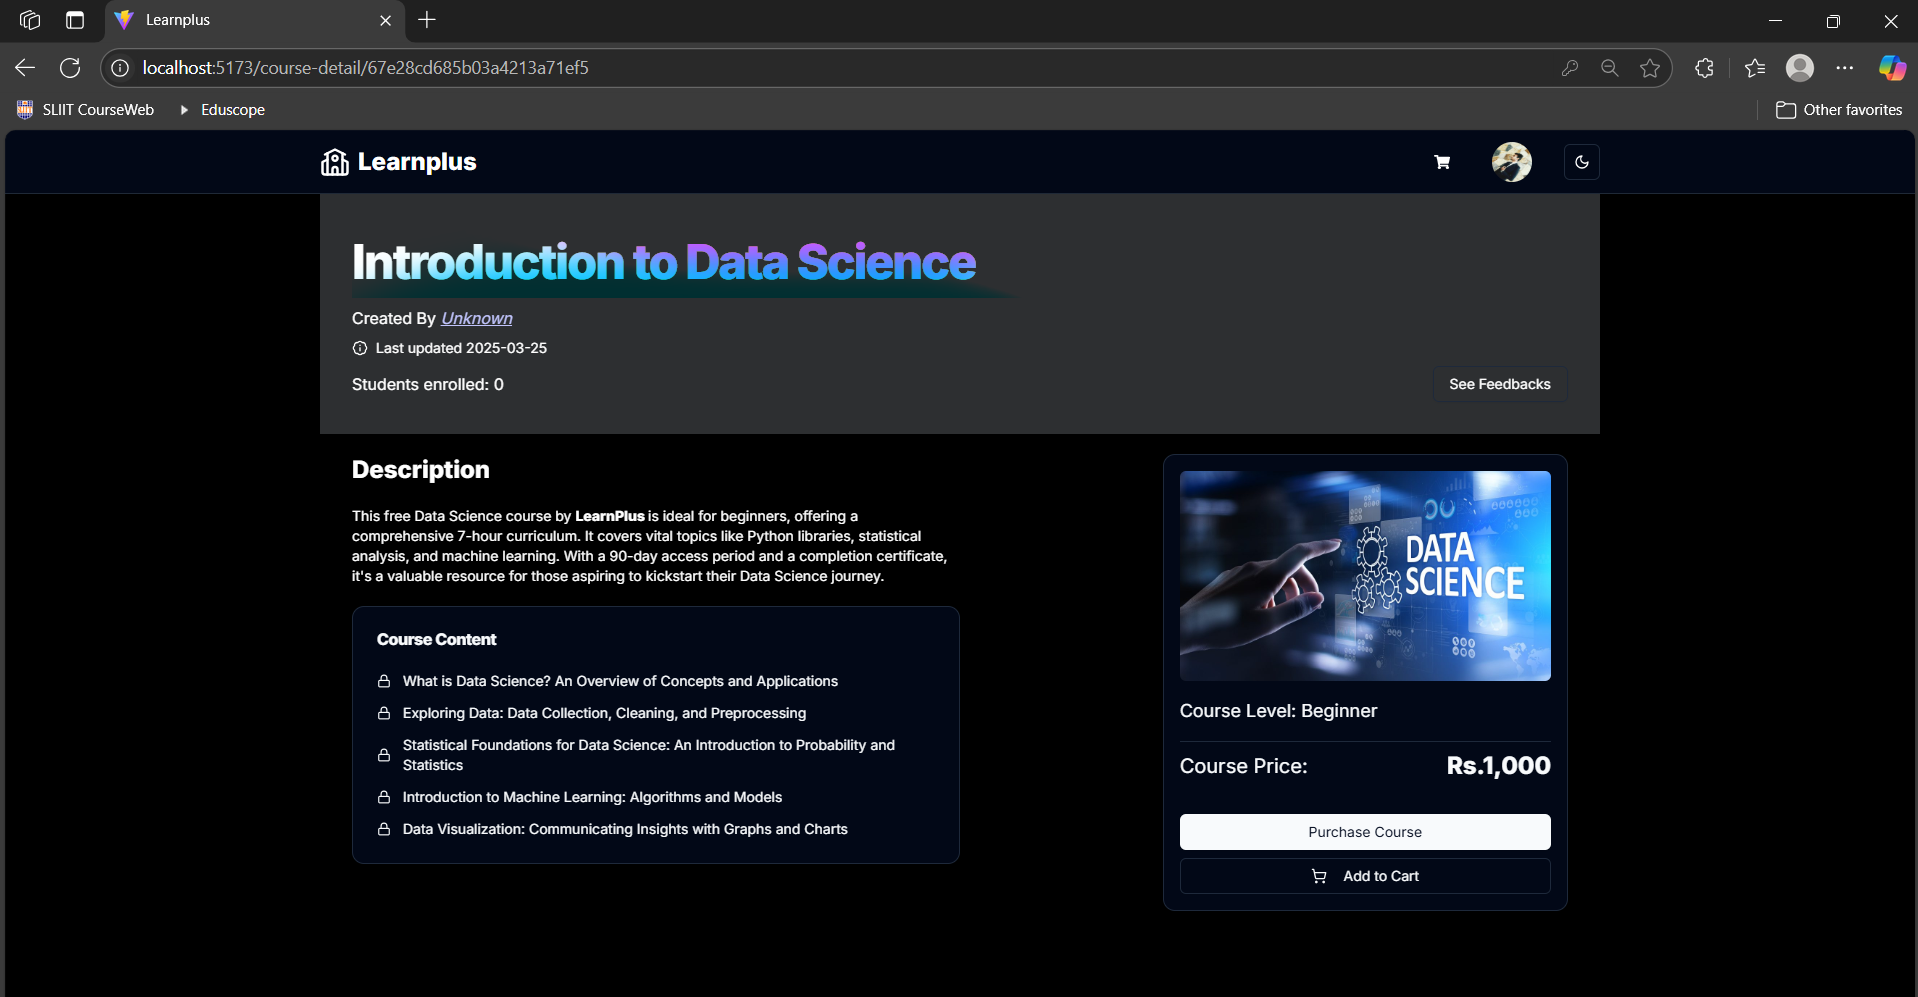 Learnplus
localhost:5173/course-detail/67e28cd685b03a4213a71ef5
SLIIT CourseWeb
Eduscope
Other favorites
Learnplus
Introduction to Data Science
Created By Unknown
Last updated 2025-03-25
Students enrolled: 0
See Feedbacks
Description
This free Data Science course by LearnPlus is ideal for beginners, offering a
comprehensive 7-hour curriculum. It covers vital topics like Python libraries, statistical
analysis, and machine learning. With a 90-day access period and a completion certificate,
it's a valuable resource for those aspiring to kickstart their Data Science journey.
Course Content
What is Data Science? An Overview of Concepts and Applications
Exploring Data: Data Collection, Cleaning, and Preprocessing
Statistical Foundations for Data Science: An Introduction to Probability and
Statistics
Introduction to Machine Learning: Algorithms and Models
Data Visualization: Communicating Insights with Graphs and Charts
DATA
SCIENCE
Course Level: Beginner
Course Price:
Rs.1,000
Purchase Course
Add to Cart